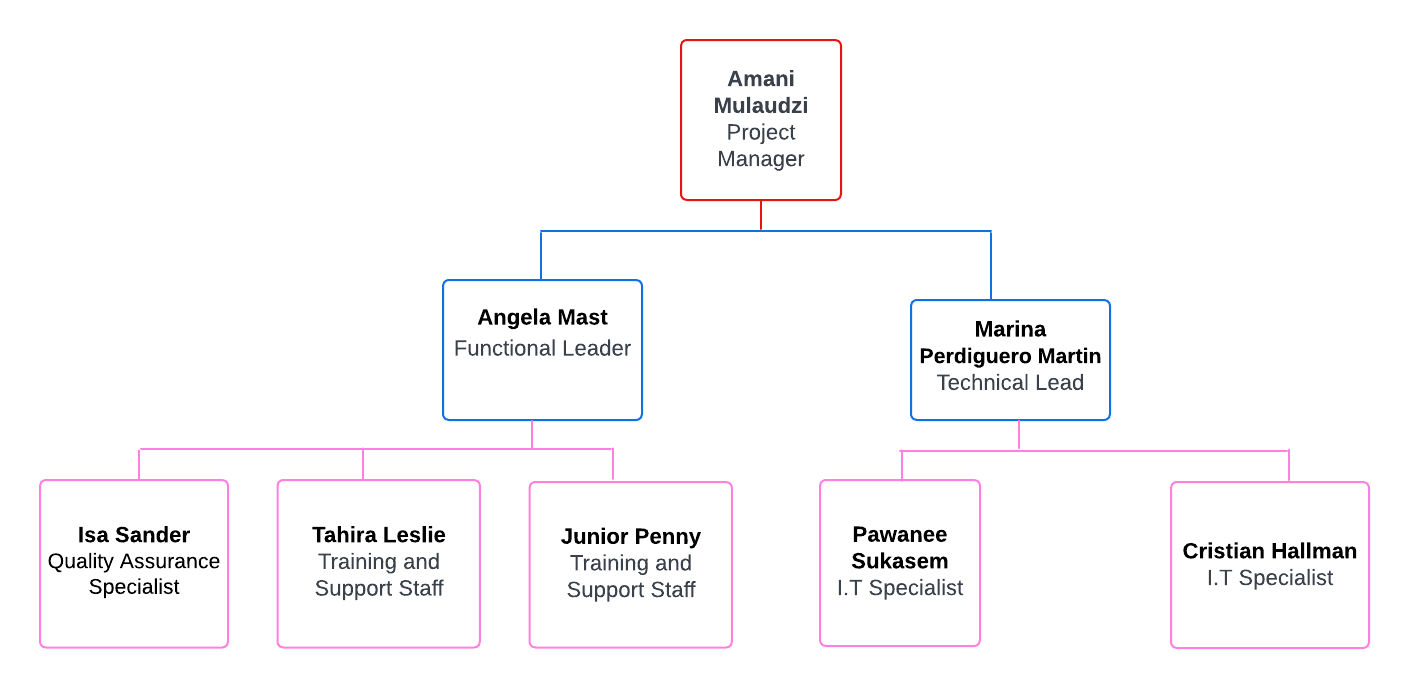 Amani
Mulaudzi
Project
Manager
Angela Mast
Functional Leader
Marina
Perdiguero Martin
Technical Lead
Isa Sander
Quality Assurance
Specialist
Tahira Leslie
Training and
Support Staff
Junior Penny
Training and
Support Staff
Pawanee
Sukasem
I.T Specialist
Cristian Hallman
I.T Specialist